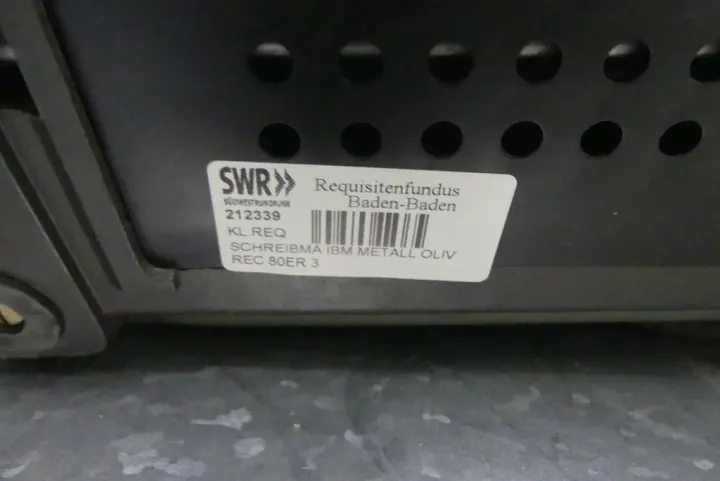 SWR>>
SÜDWESTRUNDFUNK
Requisitenfundus
Baden-Baden
212339
KL REQ
SCHREIBMA IBM METALL OLIV
REC 80ER 3